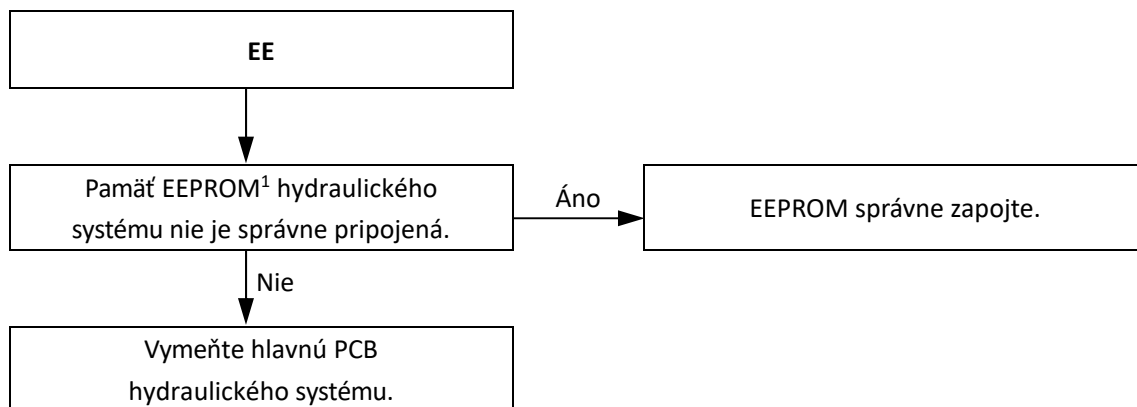 EE
Pamäť EEPROM¹ hydraulického
systému nie je správne pripojená.
Áno
EEPROM správne zapojte.
Nie
Vymeňte hlavnú PCB
hydraulického systému.